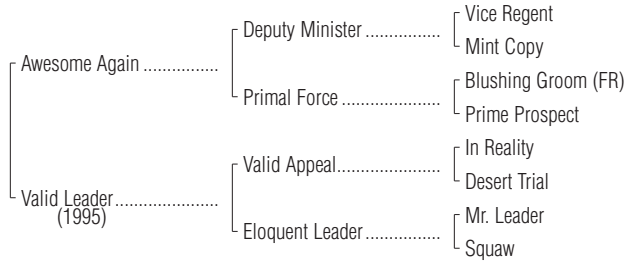 Vice Regent
Deputy Minister ..................
Mint Copy
Awesome Again ................
Blushing Groom (FR)
Primal Force ....................
Prime Prospect
In Reality
Valid Appeal.....................
Desert Trial
Valid Leader......................
(1995)
Mr. Leader
Eloquent Leader................
Squaw